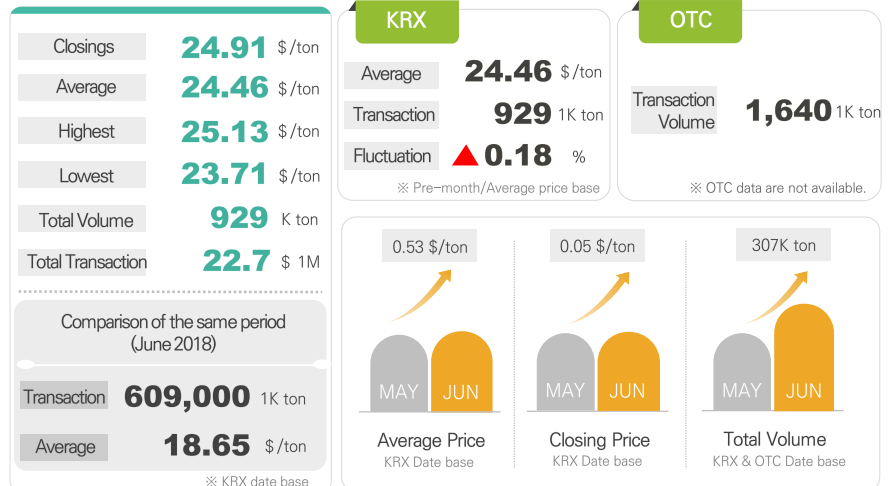 Closings 24.91 $/ton
Average 24.46 $/ton
Highest 25.13 $/ton
Lowest 23.71 $/ton
Total Volume 929 K ton
Total Transaction 22.7 $ 1M
Comparison of the same period
(June 2018)
Transaction 609,000 1K ton
Average 18.65 $/ton
※ KRX date base
KRX
Average 24.46 $/ton
Transaction 929 1K ton
Fluctuation ▲ 0.18 %
※ Pre-month/Average price base
OTC
Transaction
Volume 1,640 1K ton
※ OTC data are not available.
0.53 $/ton
MAY JUN
Average Price
KRX Date base
0.05 $/ton
MAY JUN
Closing Price
KRX Date base
307K ton
MAY JUN
Total Volume
KRX & OTC Date base